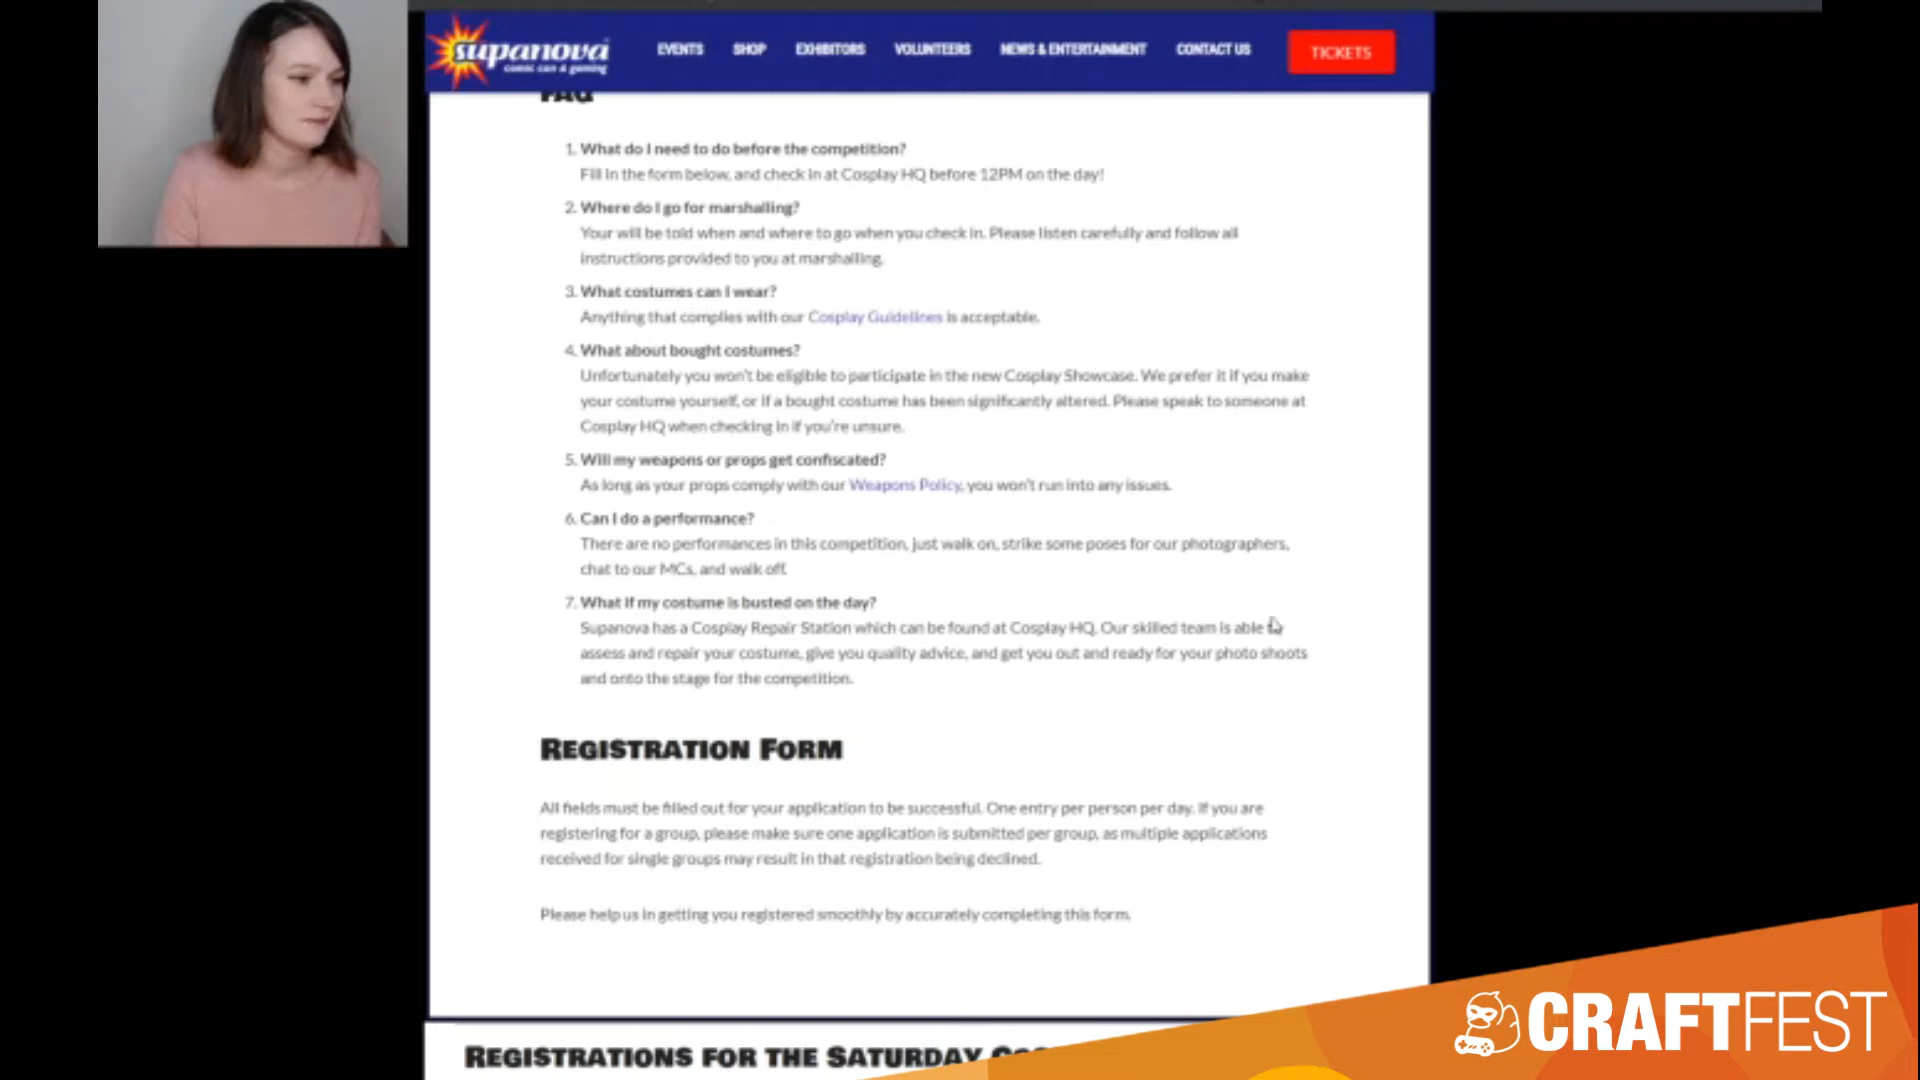 supanova
comic con & gaming
EVENTS SHOP EXHIBITORS VOLUNTEERS NEWS & ENTERTAINMENT CONTACT US TICKETS
FAQ
1. What do I need to do before the competition?
Fill in the form below, and check in at Cosplay HQ before 12PM on the day!
2. Where do I go for marshalling?
Your will be told when and where to go when you check in. Please listen carefully and follow all
instructions provided to you at marshalling.
3. What costumes can I wear?
Anything that complies with our Cosplay Guidelines is acceptable.
4. What about bought costumes?
Unfortunately you won't be eligible to participate in the new Cosplay Showcase. We prefer it if you make
your costume yourself, or if a bought costume has been significantly altered. Please speak to someone at
Cosplay HQ when checking in if you're unsure.
5. Will my weapons or props get confiscated?
As long as your props comply with our Weapons Policy, you won't run into any issues.
6. Can I do a performance?
There are no performances in this competition, just walk on, strike some poses for our photographers,
chat to our MCs, and walk off.
7. What if my costume is busted on the day?
Supanova has a Cosplay Repair Station which can be found at Cosplay HQ. Our skilled team is able to
assess and repair your costume, give you quality advice, and get you out and ready for your photo shoots
and onto the stage for the competition.
REGISTRATION FORM
All fields must be filled out for your application to be successful. One entry per person per day. If you are
registering for a group, please make sure one application is submitted per group, as multiple applications
received for single groups may result in that registration being declined.
Please help us in getting you registered smoothly by accurately completing this form.
REGISTRATIONS FOR THE SATURDAY
CRAFTFEST